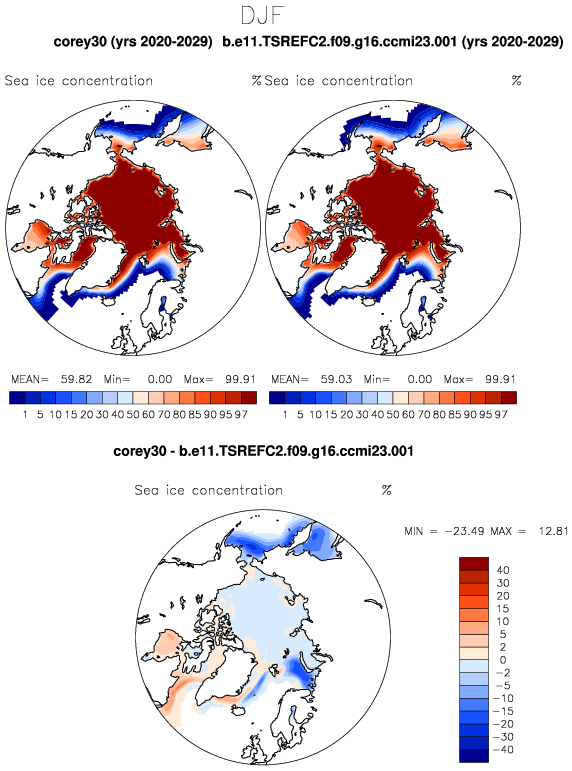 DJF
corey30 (yrs 2020-2029) b.e11.TSREFC2.f09.g16.ccmi23.001 (yrs 2020-2029)
Sea ice concentration % Sea ice concentration %
MEAN= 59.82 Min= 0.00 Max= 99.91 MEAN= 59.03 Min= 0.00 Max= 99.91
1 5 10 15 20 30 40 50 60 70 80 85 90 95 97 1 5 10 15 20 30 40 50 60 70 80 85 90 95 97
corey30 - b.e11.TSREFC2.f09.g16.ccmi23.001
Sea ice concentration %
MIN = -23.49 MAX = 12.81
40
30
20
15
10
5
2
0
-2
-5
-10
-15
-20
-30
-40